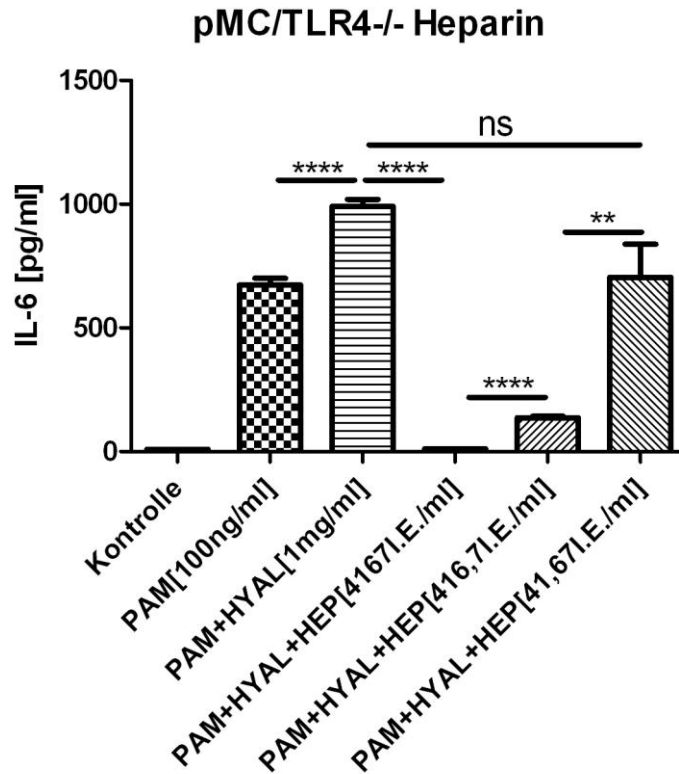 pMC/TLR4-/- Heparin
IL-6 [pg/ml]
1500
1000
500
0
ns
****
****
**
****
Kontrolle
PAM[100ng/ml]
PAM+HYAL[1mg/ml]
PAM+HYAL+HEP[4167I.E./ml]
PAM+HYAL+HEP[416,7I.E./ml]
PAM+HYAL+HEP[41,67I.E./ml]